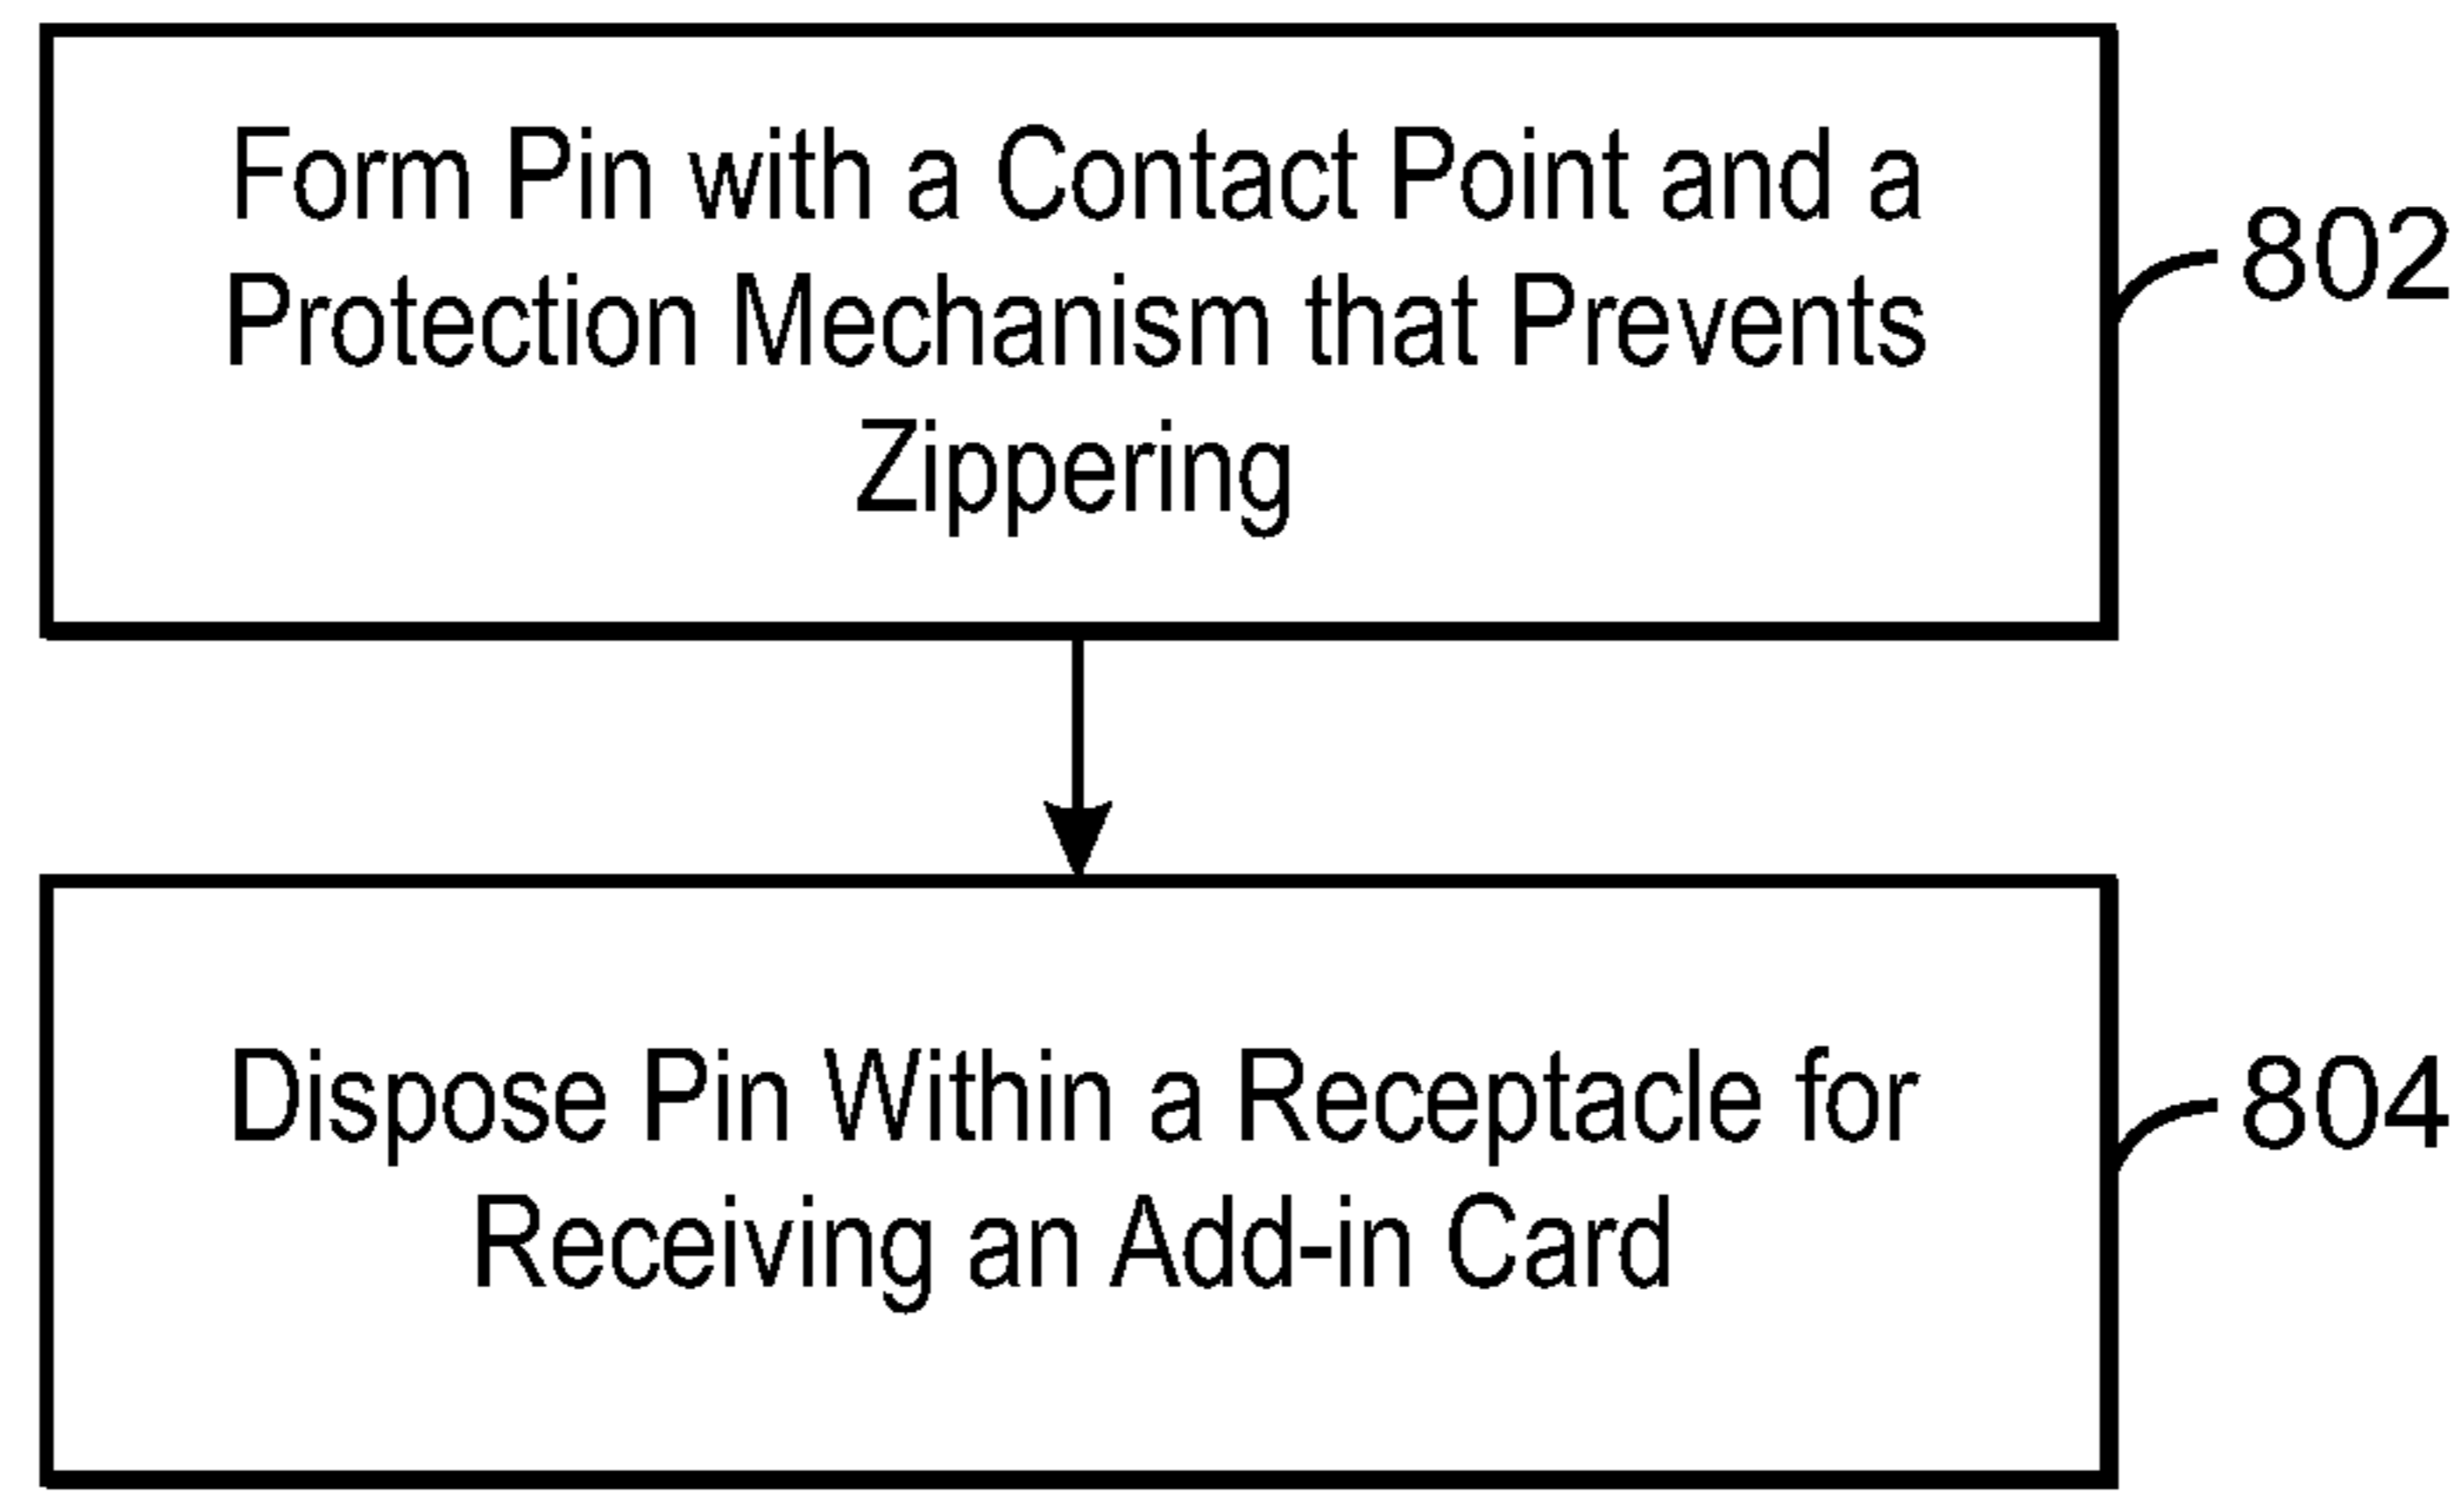 Form Pin with a Contact Point and a
Protection Mechanism that Prevents
Zippering
802
Dispose Pin Within a Receptacle for
Receiving an Add-in Card
804